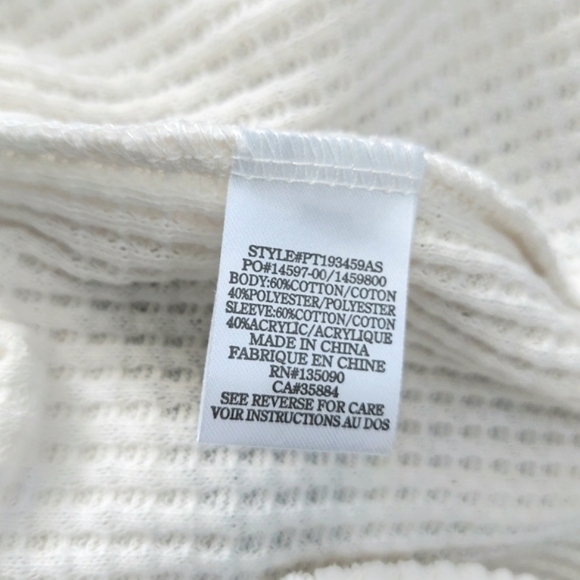 STYLE#PT193459AS
PO#14597-00/1459800
BODY:60%COTTON/COTON
40%POLYESTER/POLYESTER
SLEEVE:60%COTTON/COTON
40%ACRYLIC/ACRYLIQUE
MADE IN CHINA
FABRIQUE EN CHINE
RN#135090
CA#35884
SEE REVERSE FOR CARE
VOIR INSTRUCTIONS AU DOS